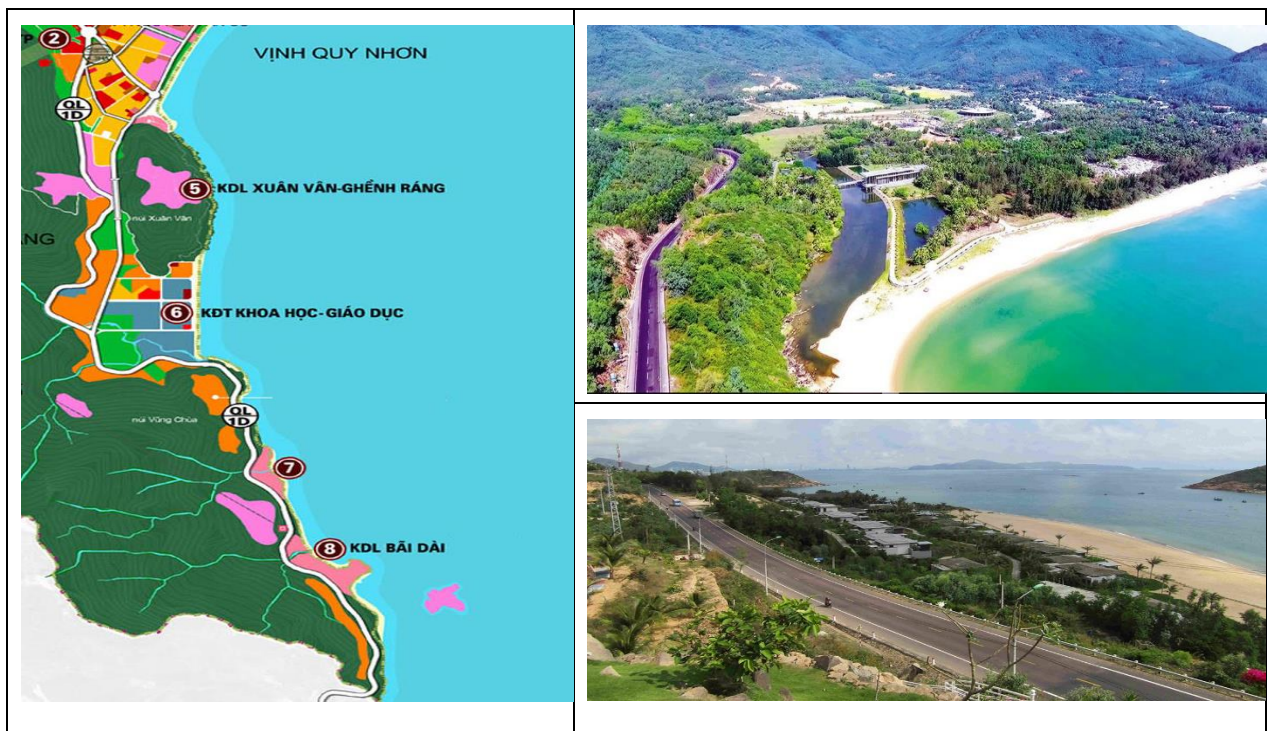 2
VỊNH QUY NHƠN
QL
1D
5 KDL XUÂN VÂN-GHỀNH RÁNG
núi Xuân Vân
6 KĐT KHOA HỌC-GIÁO DỤC
QL
1D
núi Vũng Chùa
7
8 KDL BÃI DÀI